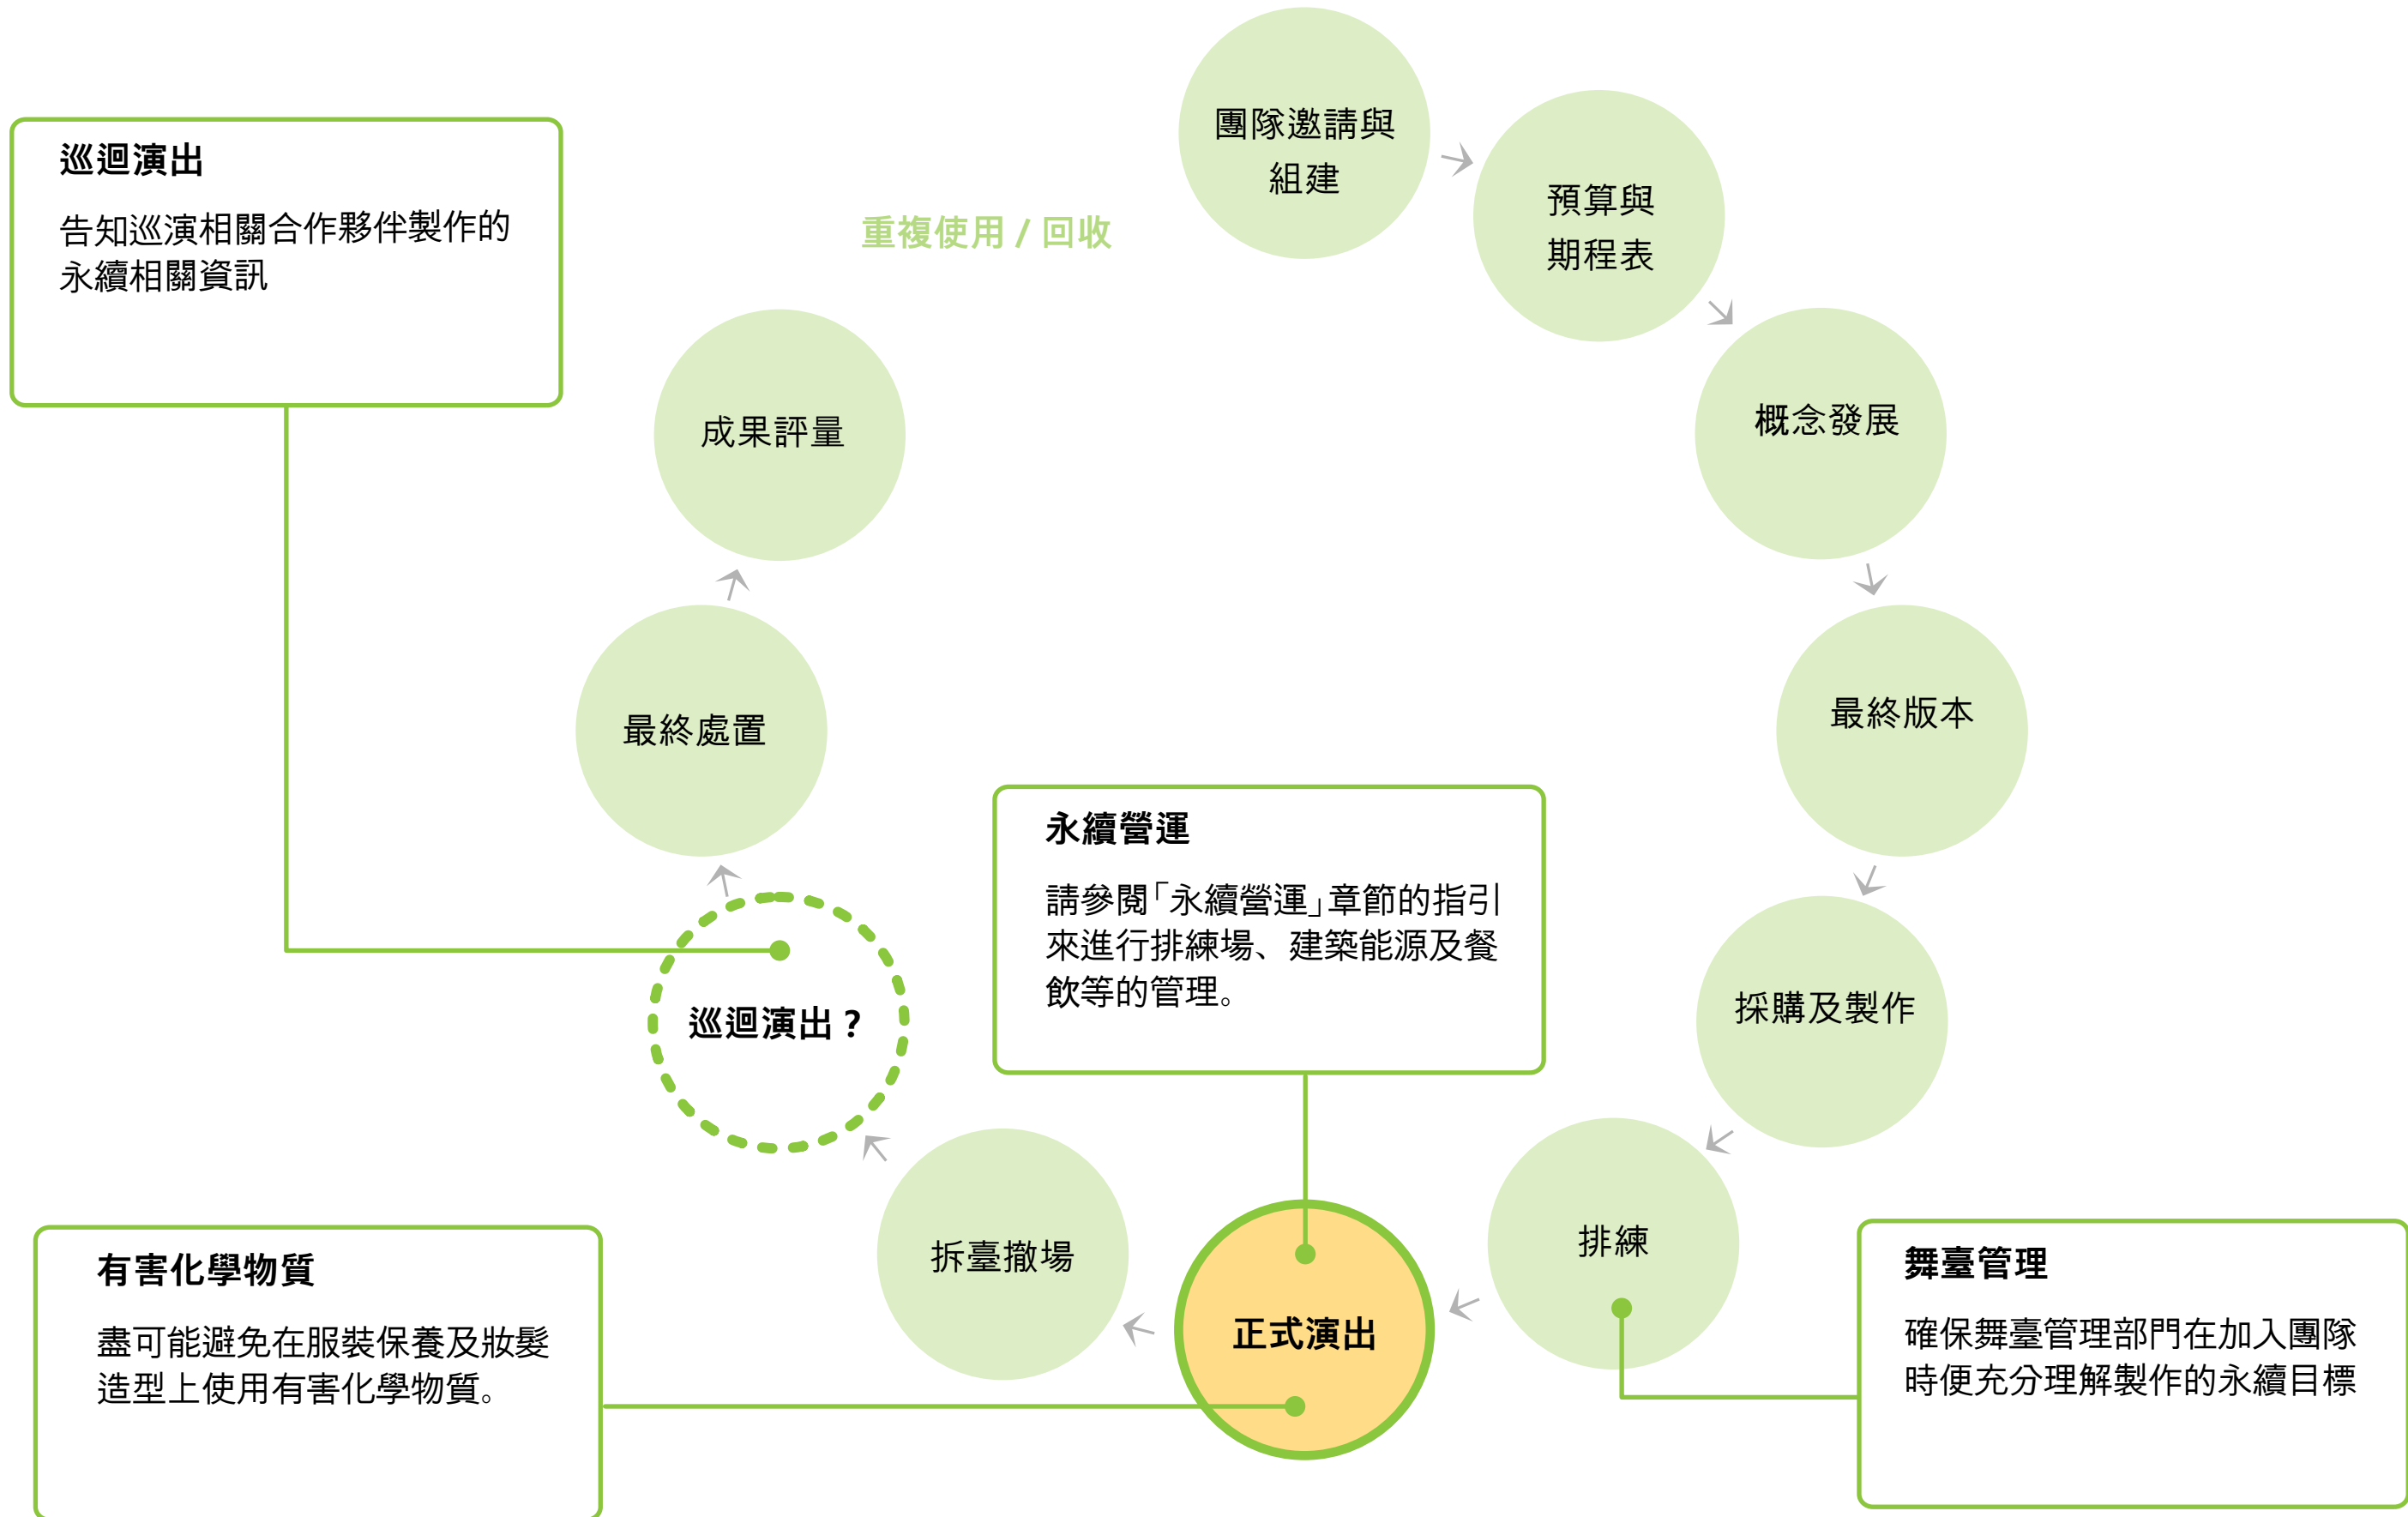 團隊邀請與
組建
預算與
期程表
概念發展
最終版本
採購及製作
排練
正式演出
拆臺撤場
巡迴演出？
最終處置
成果評量
重複使用 / 回收
巡迴演出
告知巡演相關合作夥伴製作的
永續相關資訊
永續營運
請參閱「永續營運」章節的指引
來進行排練場、建築能源及餐
飲等的管理。
有害化學物質
盡可能避免在服裝保養及妝髮
造型上使用有害化學物質。
舞臺管理
確保舞臺管理部門在加入團隊
時便充分理解製作的永續目標